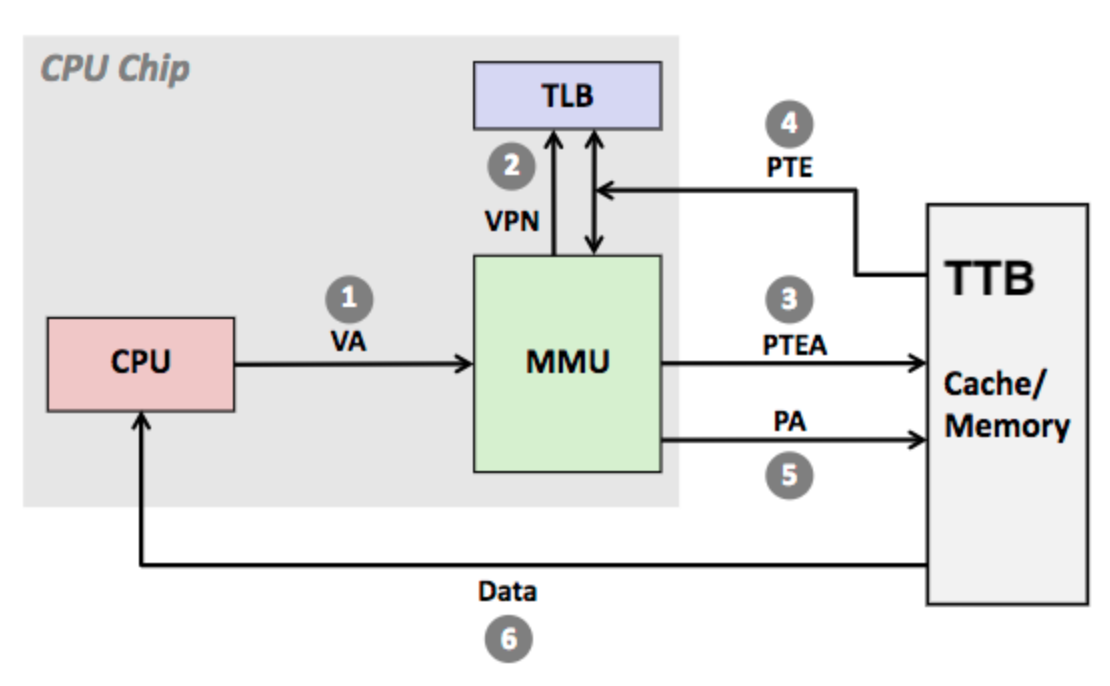 CPU Chip
TLB
4
PTE
2
VPN
TTB
1
VA
3
PTEA
CPU
MMU
Cache/
Memory
PA
5
Data
6